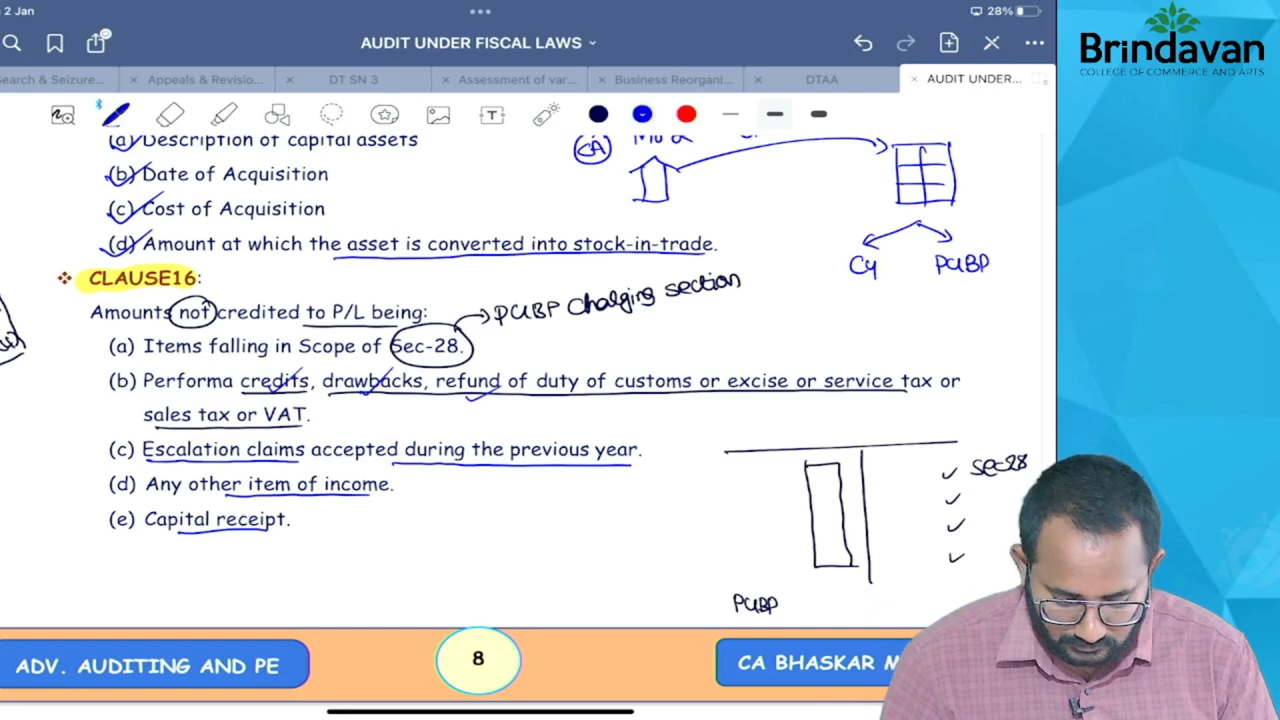 2 Jan
28%
AUDIT UNDER FISCAL LAWS
Brindavan
COLLEGE OF COMMERCE AND ARTS
earch & Seizure...
Appeals & Revisio...
DT SN 3
Assessment of var...
Business Reorgani...
DTAA
AUDIT UNDER...
(a) Description of capital assets
CA
(b) Date of Acquisition
(c) Cost of Acquisition
(d) Amount at which the asset is converted into stock-in-trade.
CG
PGBP
❖ CLAUSE16:
Amounts not credited to P/L being:
PGBP Charging section
(a) Items falling in Scope of Sec-28.
(b) Performa credits, drawbacks, refund of duty of customs or excise or service tax or
sales tax or VAT.
(c) Escalation claims accepted during the previous year.
Sec28
(d) Any other item of income.
(e) Capital receipt.
PGBP
ADV. AUDITING AND PE
8
CA BHASKAR M